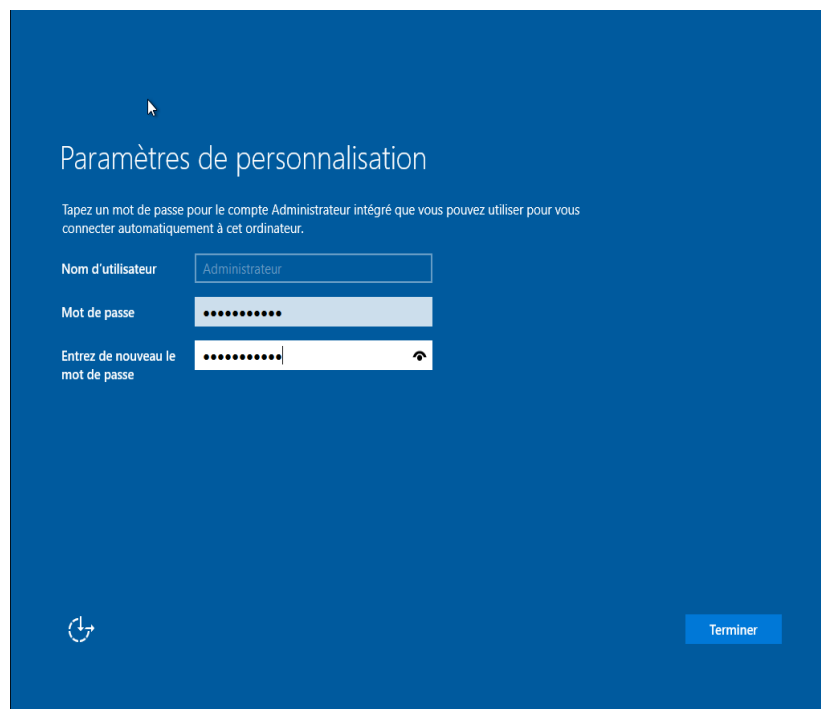 Paramètres de personnalisation
Tapez un mot de passe pour le compte Administrateur intégré que vous pouvez utiliser pour vous
connecter automatiquement à cet ordinateur.
Nom d'utilisateur
Administrateur
Mot de passe
•••••••••••
Entrez de nouveau le
mot de passe
•••••••••••
Terminer